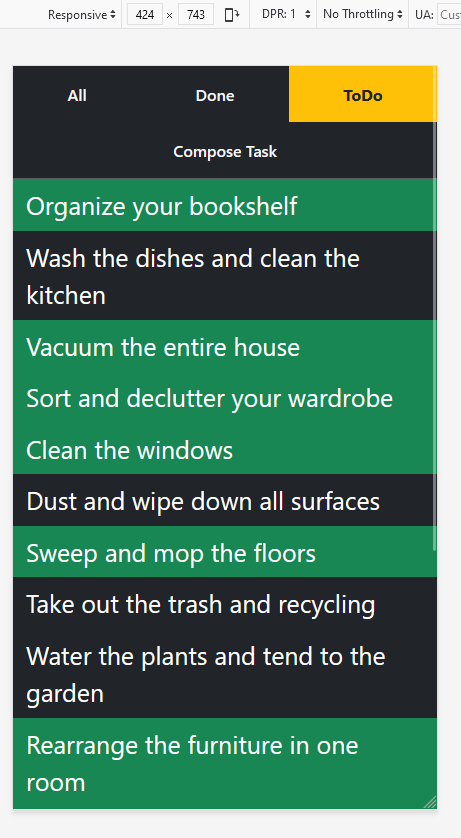 Responsive 424 × 743 DPR: 1 No Throttling UA: Cus
All Done ToDo
Compose Task
Organize your bookshelf
Wash the dishes and clean the
kitchen
Vacuum the entire house
Sort and declutter your wardrobe
Clean the windows
Dust and wipe down all surfaces
Sweep and mop the floors
Take out the trash and recycling
Water the plants and tend to the
garden
Rearrange the furniture in one
room